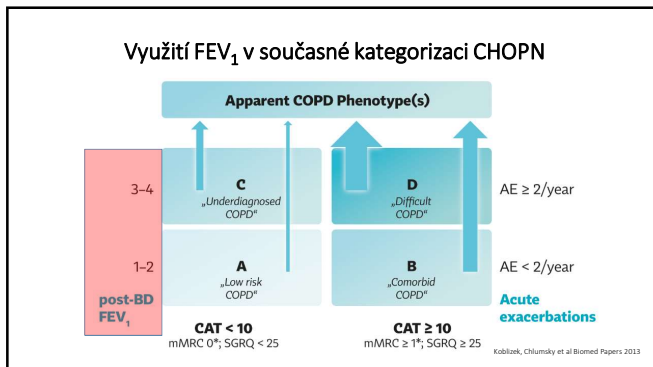 Využití FEV₁ v současné kategorizaci CHOPN
Apparent COPD Phenotype(s)
3–4
C
„Underdiagnosed
COPD“
D
„Difficult
COPD“
AE ≥ 2/year
1–2
A
„Low risk
COPD“
B
„Comorbid
COPD“
AE < 2/year
post-BD
FEV₁
CAT < 10
mMRC 0*; SGRQ < 25
CAT ≥ 10
mMRC ≥ 1*; SGRQ ≥ 25
Acute
exacerbations
Koblizek, Chlumsky et al Biomed Papers 2013